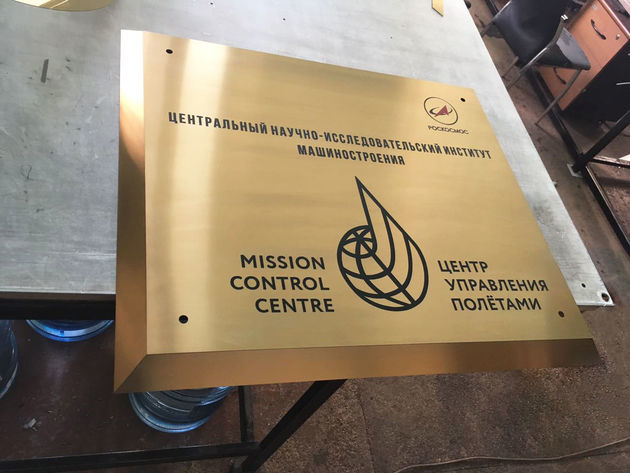 РОСКОСМОС
ЦЕНТРАЛЬНЫЙ НАУЧНО-ИССЛЕДОВАТЕЛЬСКИЙ ИНСТИТУТ
МАШИНОСТРОЕНИЯ
MISSION
CONTROL
CENTRE
ЦЕНТР
УПРАВЛЕНИЯ
ПОЛЁТАМИ